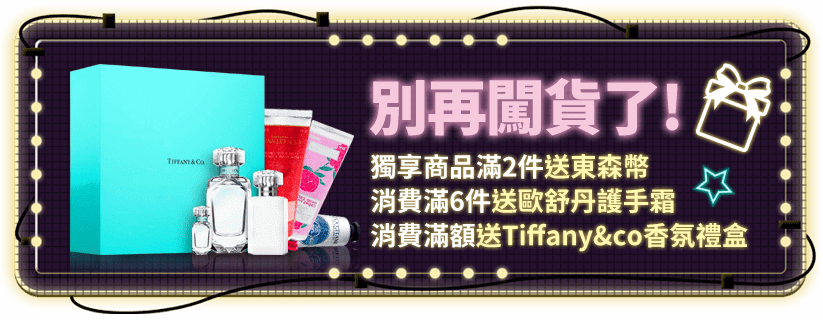 別再闖貨了!
獨享商品滿2件送東森幣
消費滿6件送歐舒丹護手霜
消費滿額送Tiffany&co香氛禮盒
TIFFANY & CO.